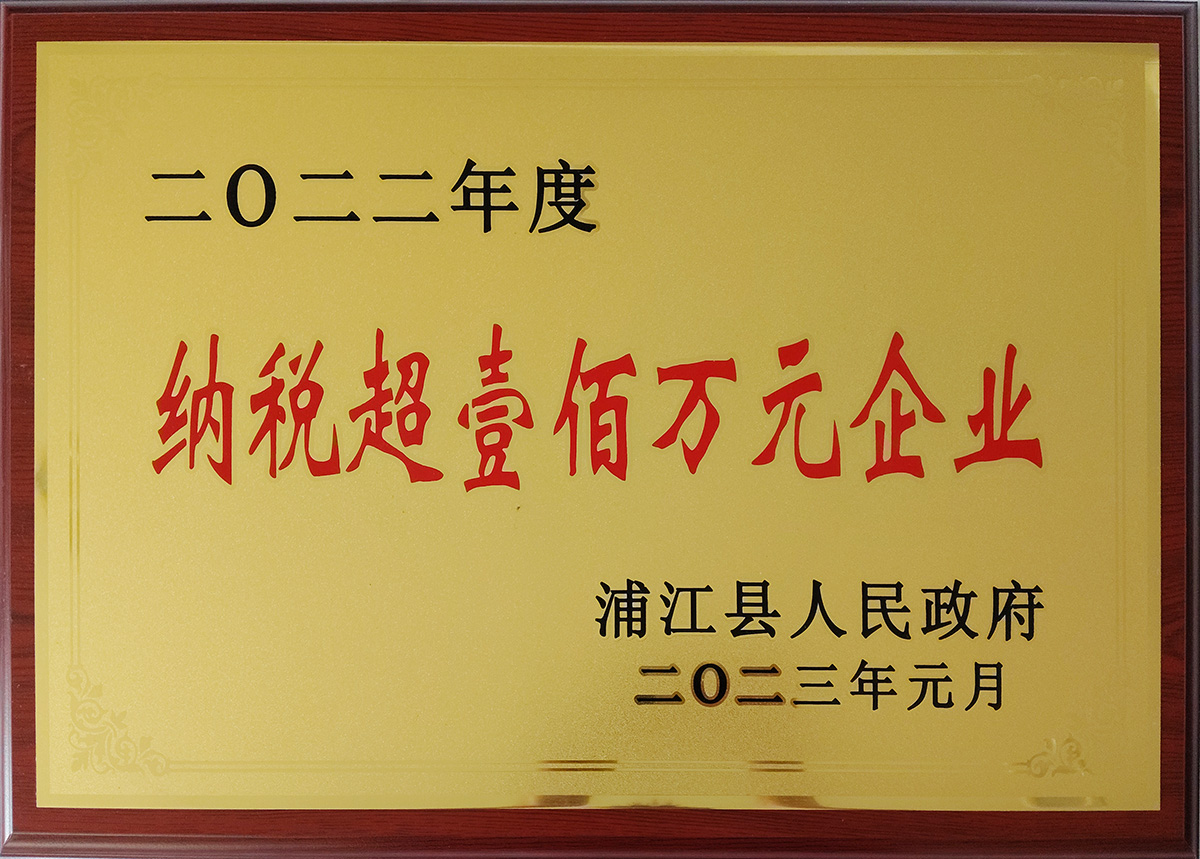 二〇二二年度
纳税超壹佰万元企业
浦江县人民政府
二〇二三年元月